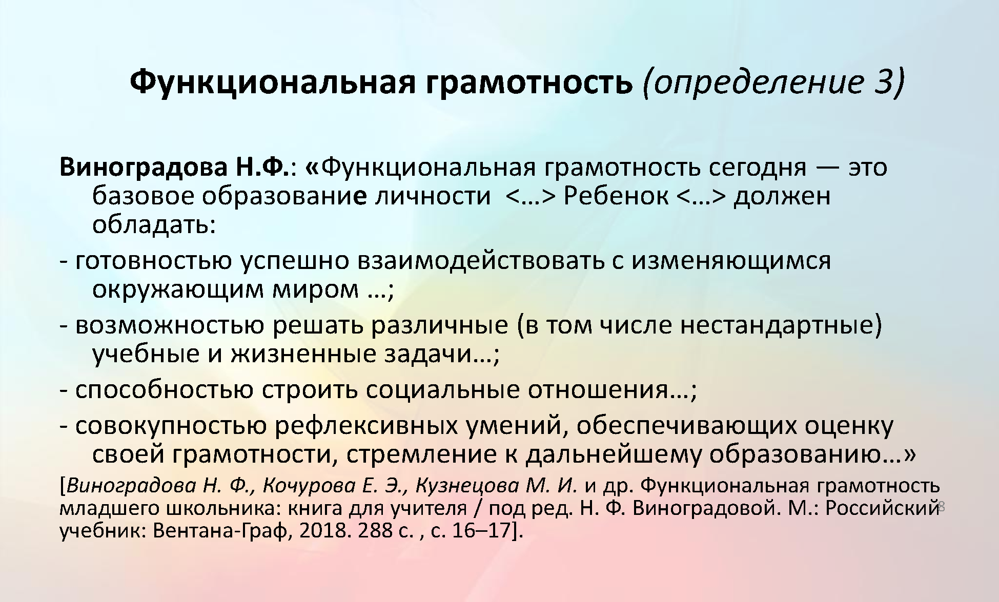 Функциональная грамотность (определение 3)
Виноградова Н.Ф.: «Функциональная грамотность сегодня — это
базовое образование личности <…> Ребенок <…> должен
обладать:
- готовностью успешно взаимодействовать с изменяющимся
окружающим миром …;
- возможностью решать различные (в том числе нестандартные)
учебные и жизненные задачи…;
- способностью строить социальные отношения…;
- совокупностью рефлексивных умений, обеспечивающих оценку
своей грамотности, стремление к дальнейшему образованию…»
[Виноградова Н. Ф., Кочурова Е. Э., Кузнецова М. И. и др. Функциональная грамотность
младшего школьника: книга для учителя / под ред. Н. Ф. Виноградовой. М.: Российский
учебник: Вентана-Граф, 2018. 288 с. , с. 16–17].
8